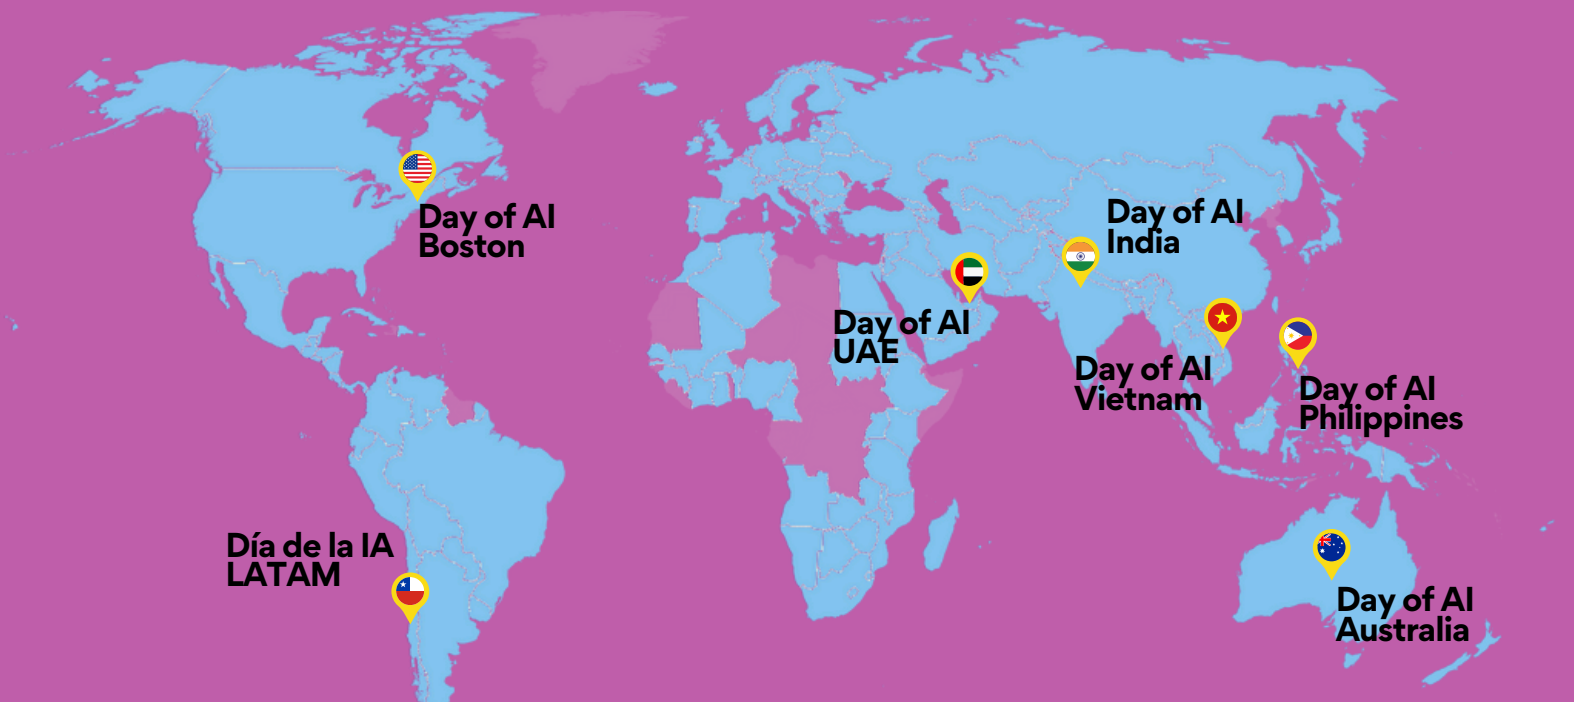 Day of AI
Boston
Day of AI
India
Day of AI
UAE
Day of AI
Vietnam
Day of AI
Philippines
Día de la IA
LATAM
Day of AI
Australia